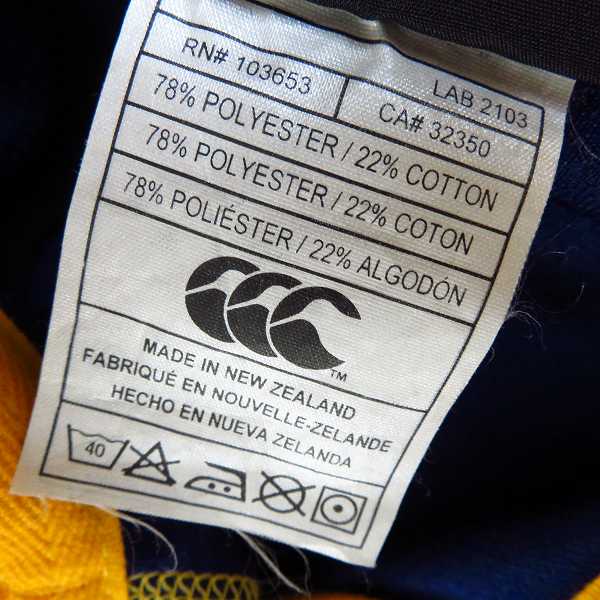 RN# 103653
LAB 2103
CA# 32350
78% POLYESTER / 22% COTTON
78% POLYESTER / 22% COTON
78% POLIÉSTER / 22% ALGODÓN
CCC
TM
MADE IN NEW ZEALAND
FABRIQUÉ EN NOUVELLE-ZELANDE
HECHO EN NUEVA ZELANDA
40